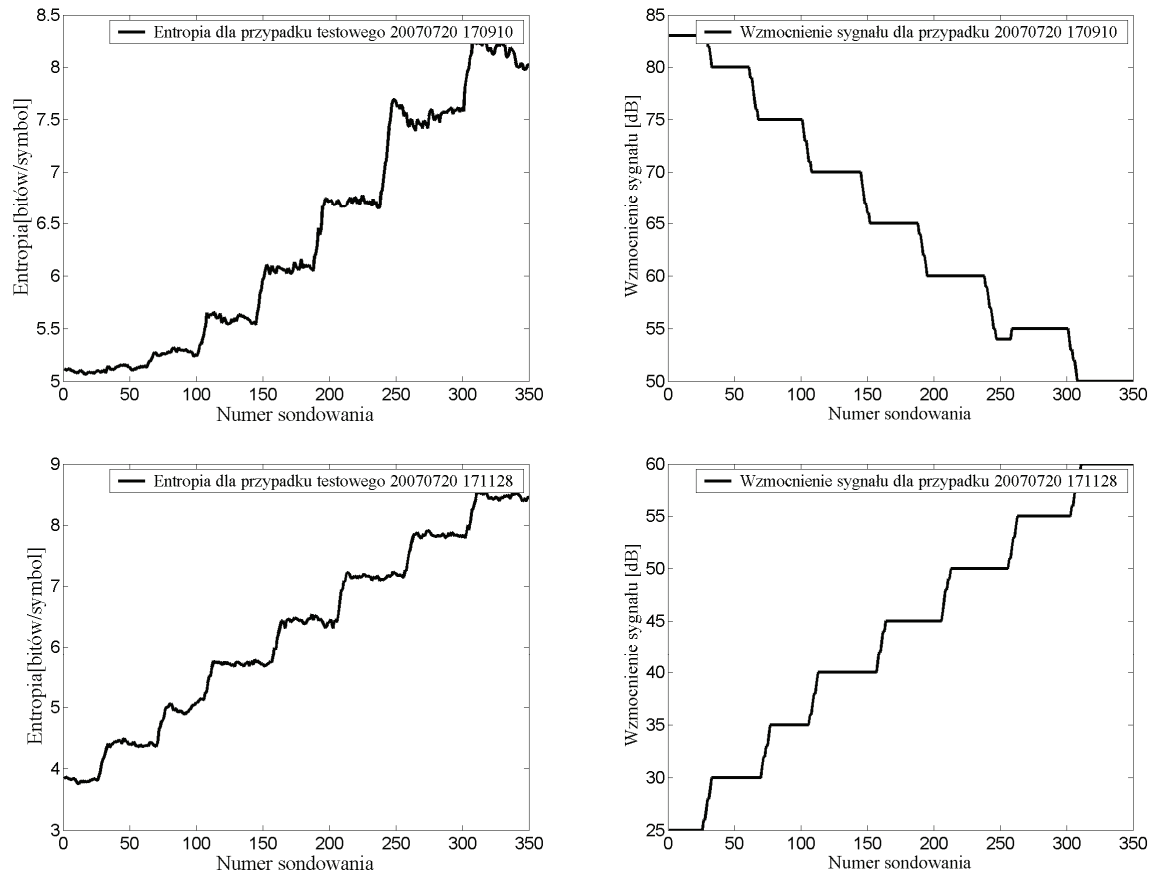 Entropia dla przypadku testowego 20070720 170910
8.5
8
7.5
7
6.5
6
5.5
5
Entropia[bitów/symbol]
0 50 100 150 200 250 300 350
Numer sondowania
Wzmocnienie sygnału dla przypadku 20070720 170910
85
80
75
70
65
60
55
50
Wzmocnienie sygnału [dB]
0 50 100 150 200 250 300 350
Numer sondowania
Entropia dla przypadku testowego 20070720 171128
9
8
7
6
5
4
3
Entropia[bitów/symbol]
0 50 100 150 200 250 300 350
Numer sondowania
Wzmocnienie sygnału dla przypadku 20070720 171128
60
55
50
45
40
35
30
25
Wzmocnienie sygnału [dB]
0 50 100 150 200 250 300 350
Numer sondowania